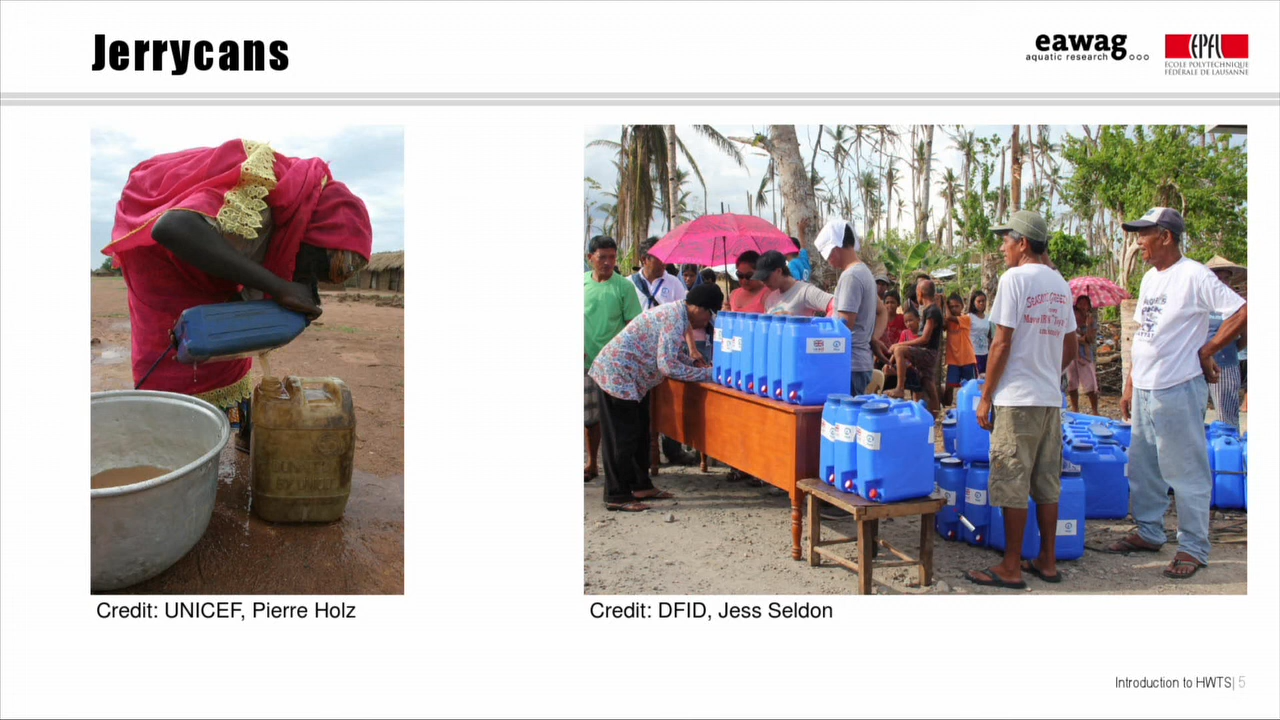 Jerrycans
eawag
aquatic research
EPFL
ECOLE POLYTECHNIQUE
FÉDÉRALE DE LAUSANNE
Credit: UNICEF, Pierre Holz
Credit: DFID, Jess Seldon
Introduction to HWTS| 5